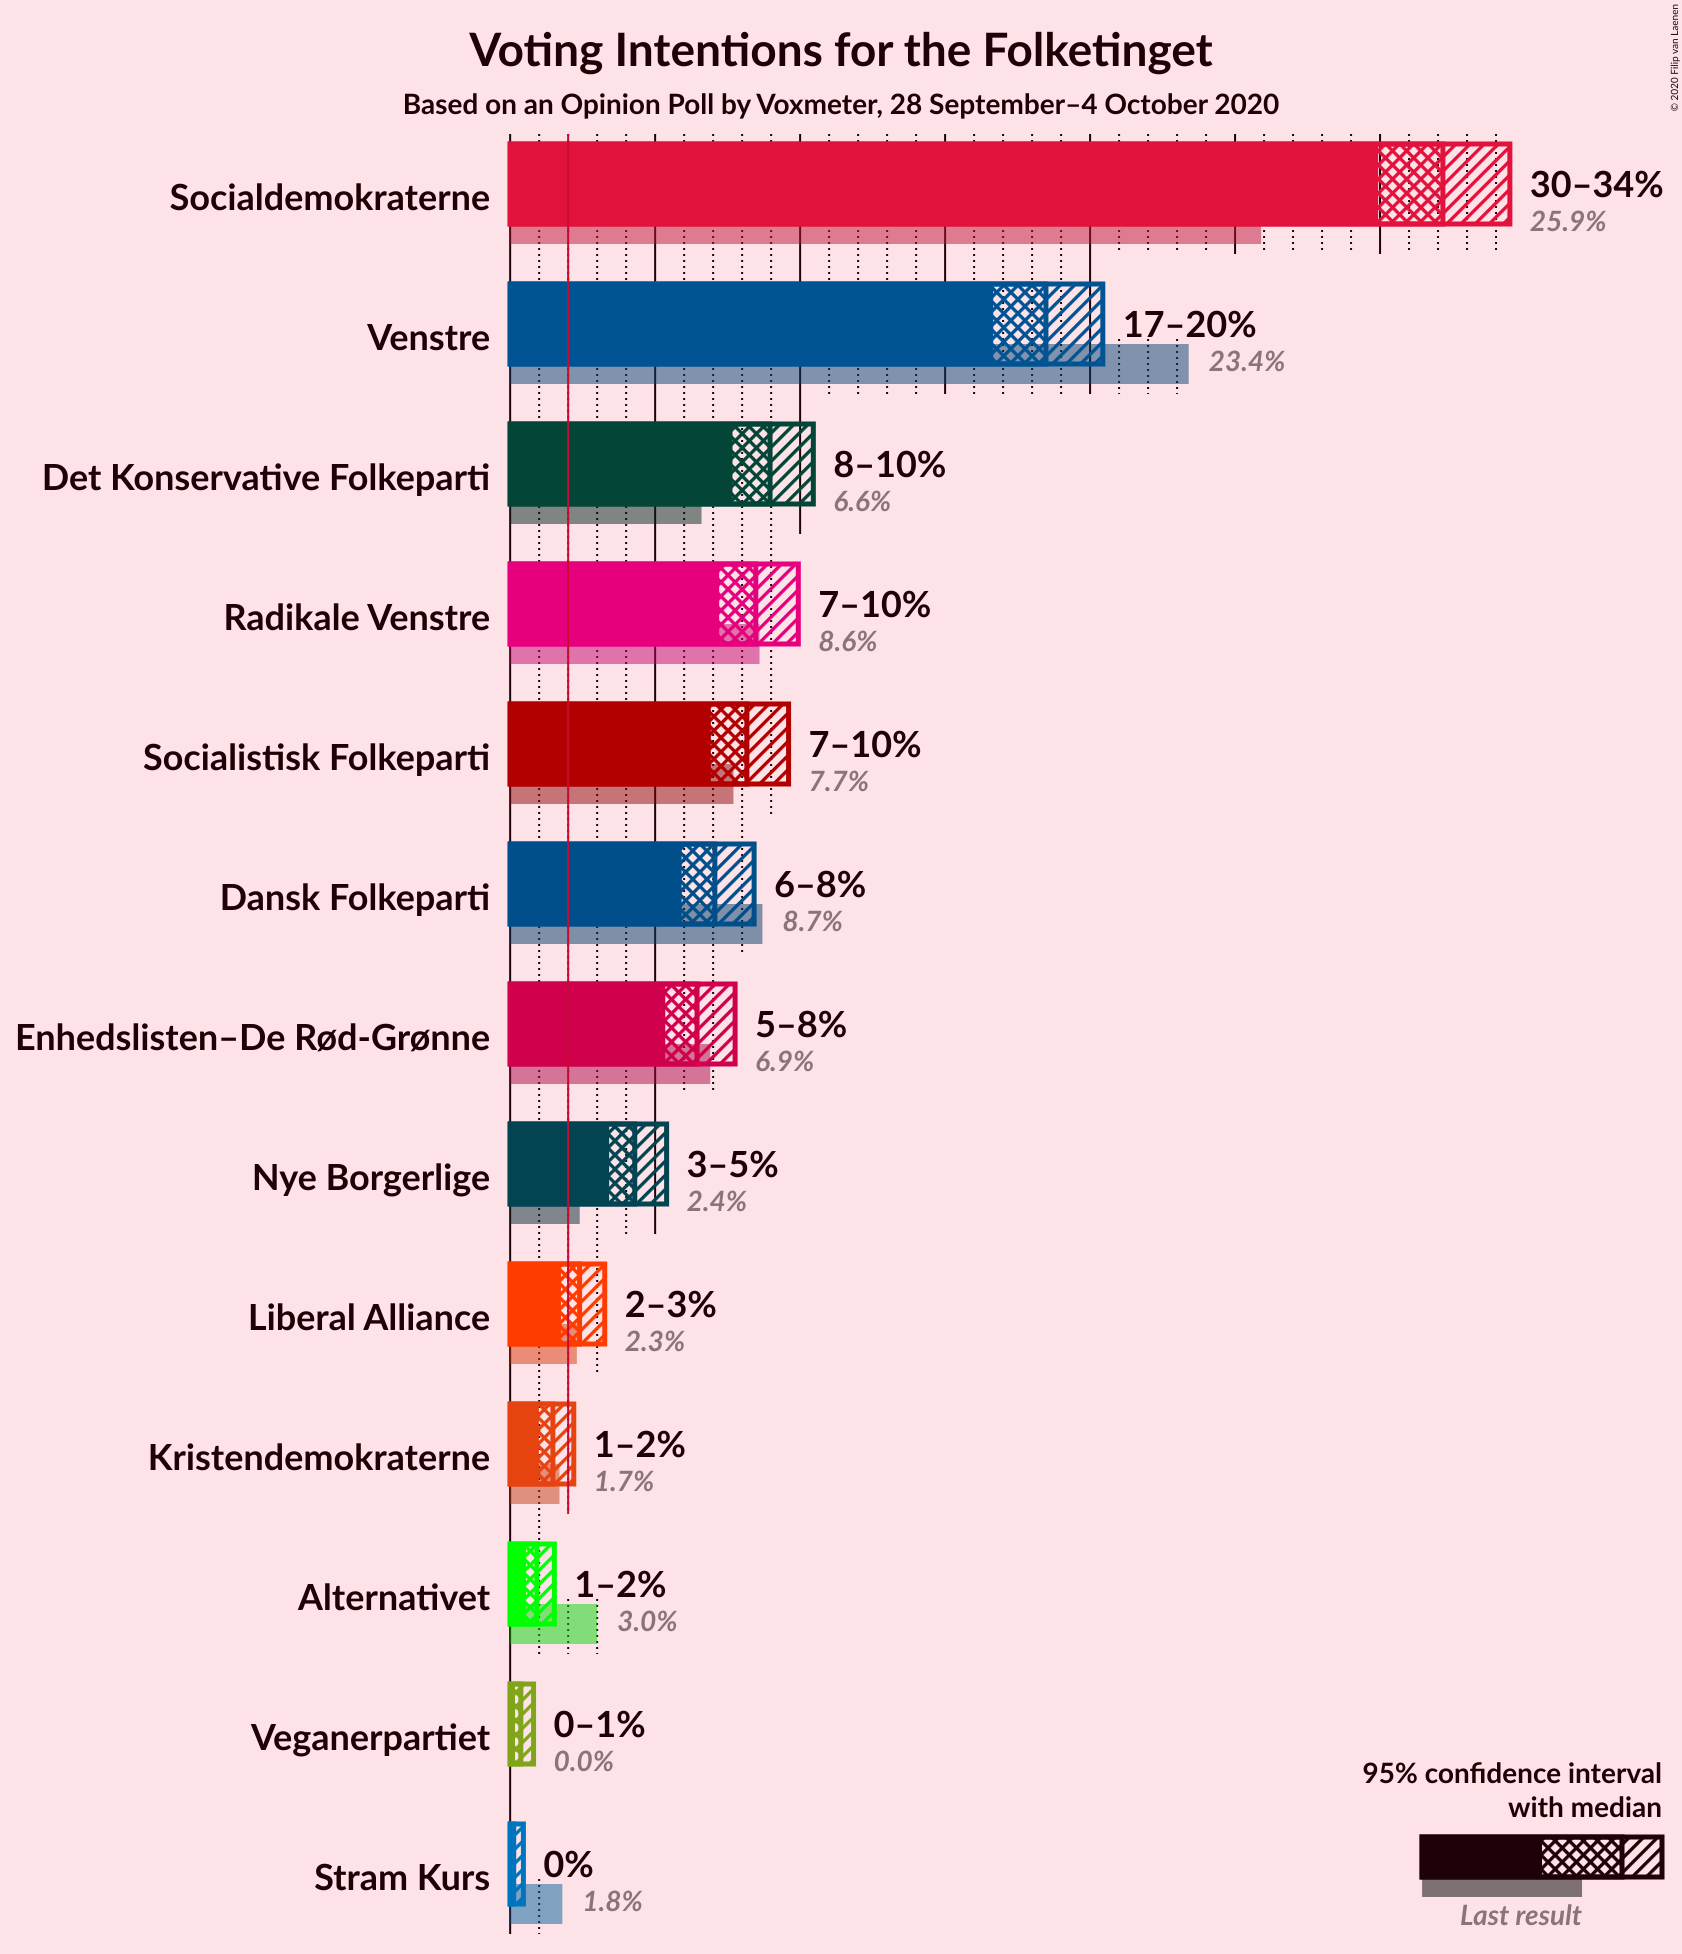 Voting Intentions for the Folketinget
Based on an Opinion Poll by Voxmeter, 28 September–4 October 2020
© 2020 Filip van Laenen
Socialdemokraterne
30–34%
25.9%
Venstre
17–20%
23.4%
Det Konservative Folkeparti
8–10%
6.6%
Radikale Venstre
7–10%
8.6%
Socialistisk Folkeparti
7–10%
7.7%
Dansk Folkeparti
6–8%
8.7%
Enhedslisten–De Rød-Grønne
5–8%
6.9%
Nye Borgerlige
3–5%
2.4%
Liberal Alliance
2–3%
2.3%
Kristendemokraterne
1–2%
1.7%
Alternativet
1–2%
3.0%
Veganerpartiet
0–1%
0.0%
Stram Kurs
0%
1.8%
95% confidence interval
with median
Last result